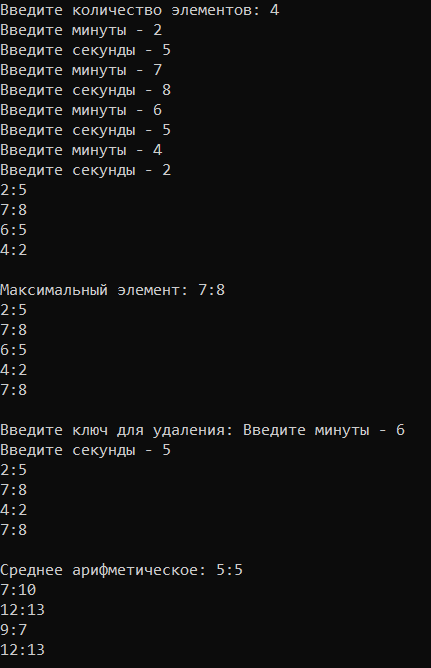 Введите количество элементов: 4
Введите минуты - 2
Введите секунды - 5
Введите минуты - 7
Введите секунды - 8
Введите минуты - 6
Введите секунды - 5
Введите минуты - 4
Введите секунды - 2
2:5
7:8
6:5
4:2
Максимальный элемент: 7:8
2:5
7:8
6:5
4:2
7:8
Введите ключ для удаления: Введите минуты - 6
Введите секунды - 5
2:5
7:8
4:2
7:8
Среднее арифметическое: 5:5
7:10
12:13
9:7
12:13